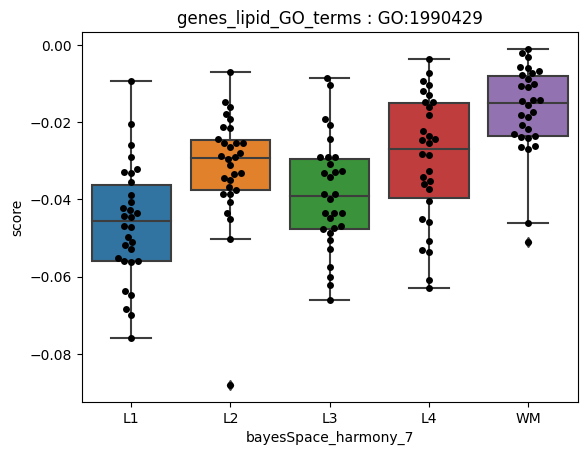 genes_lipid_GO_terms : GO:1990429
0.00
−0.02
−0.04
−0.06
−0.08
score
L1 L2 L3 L4 WM
bayesSpace_harmony_7